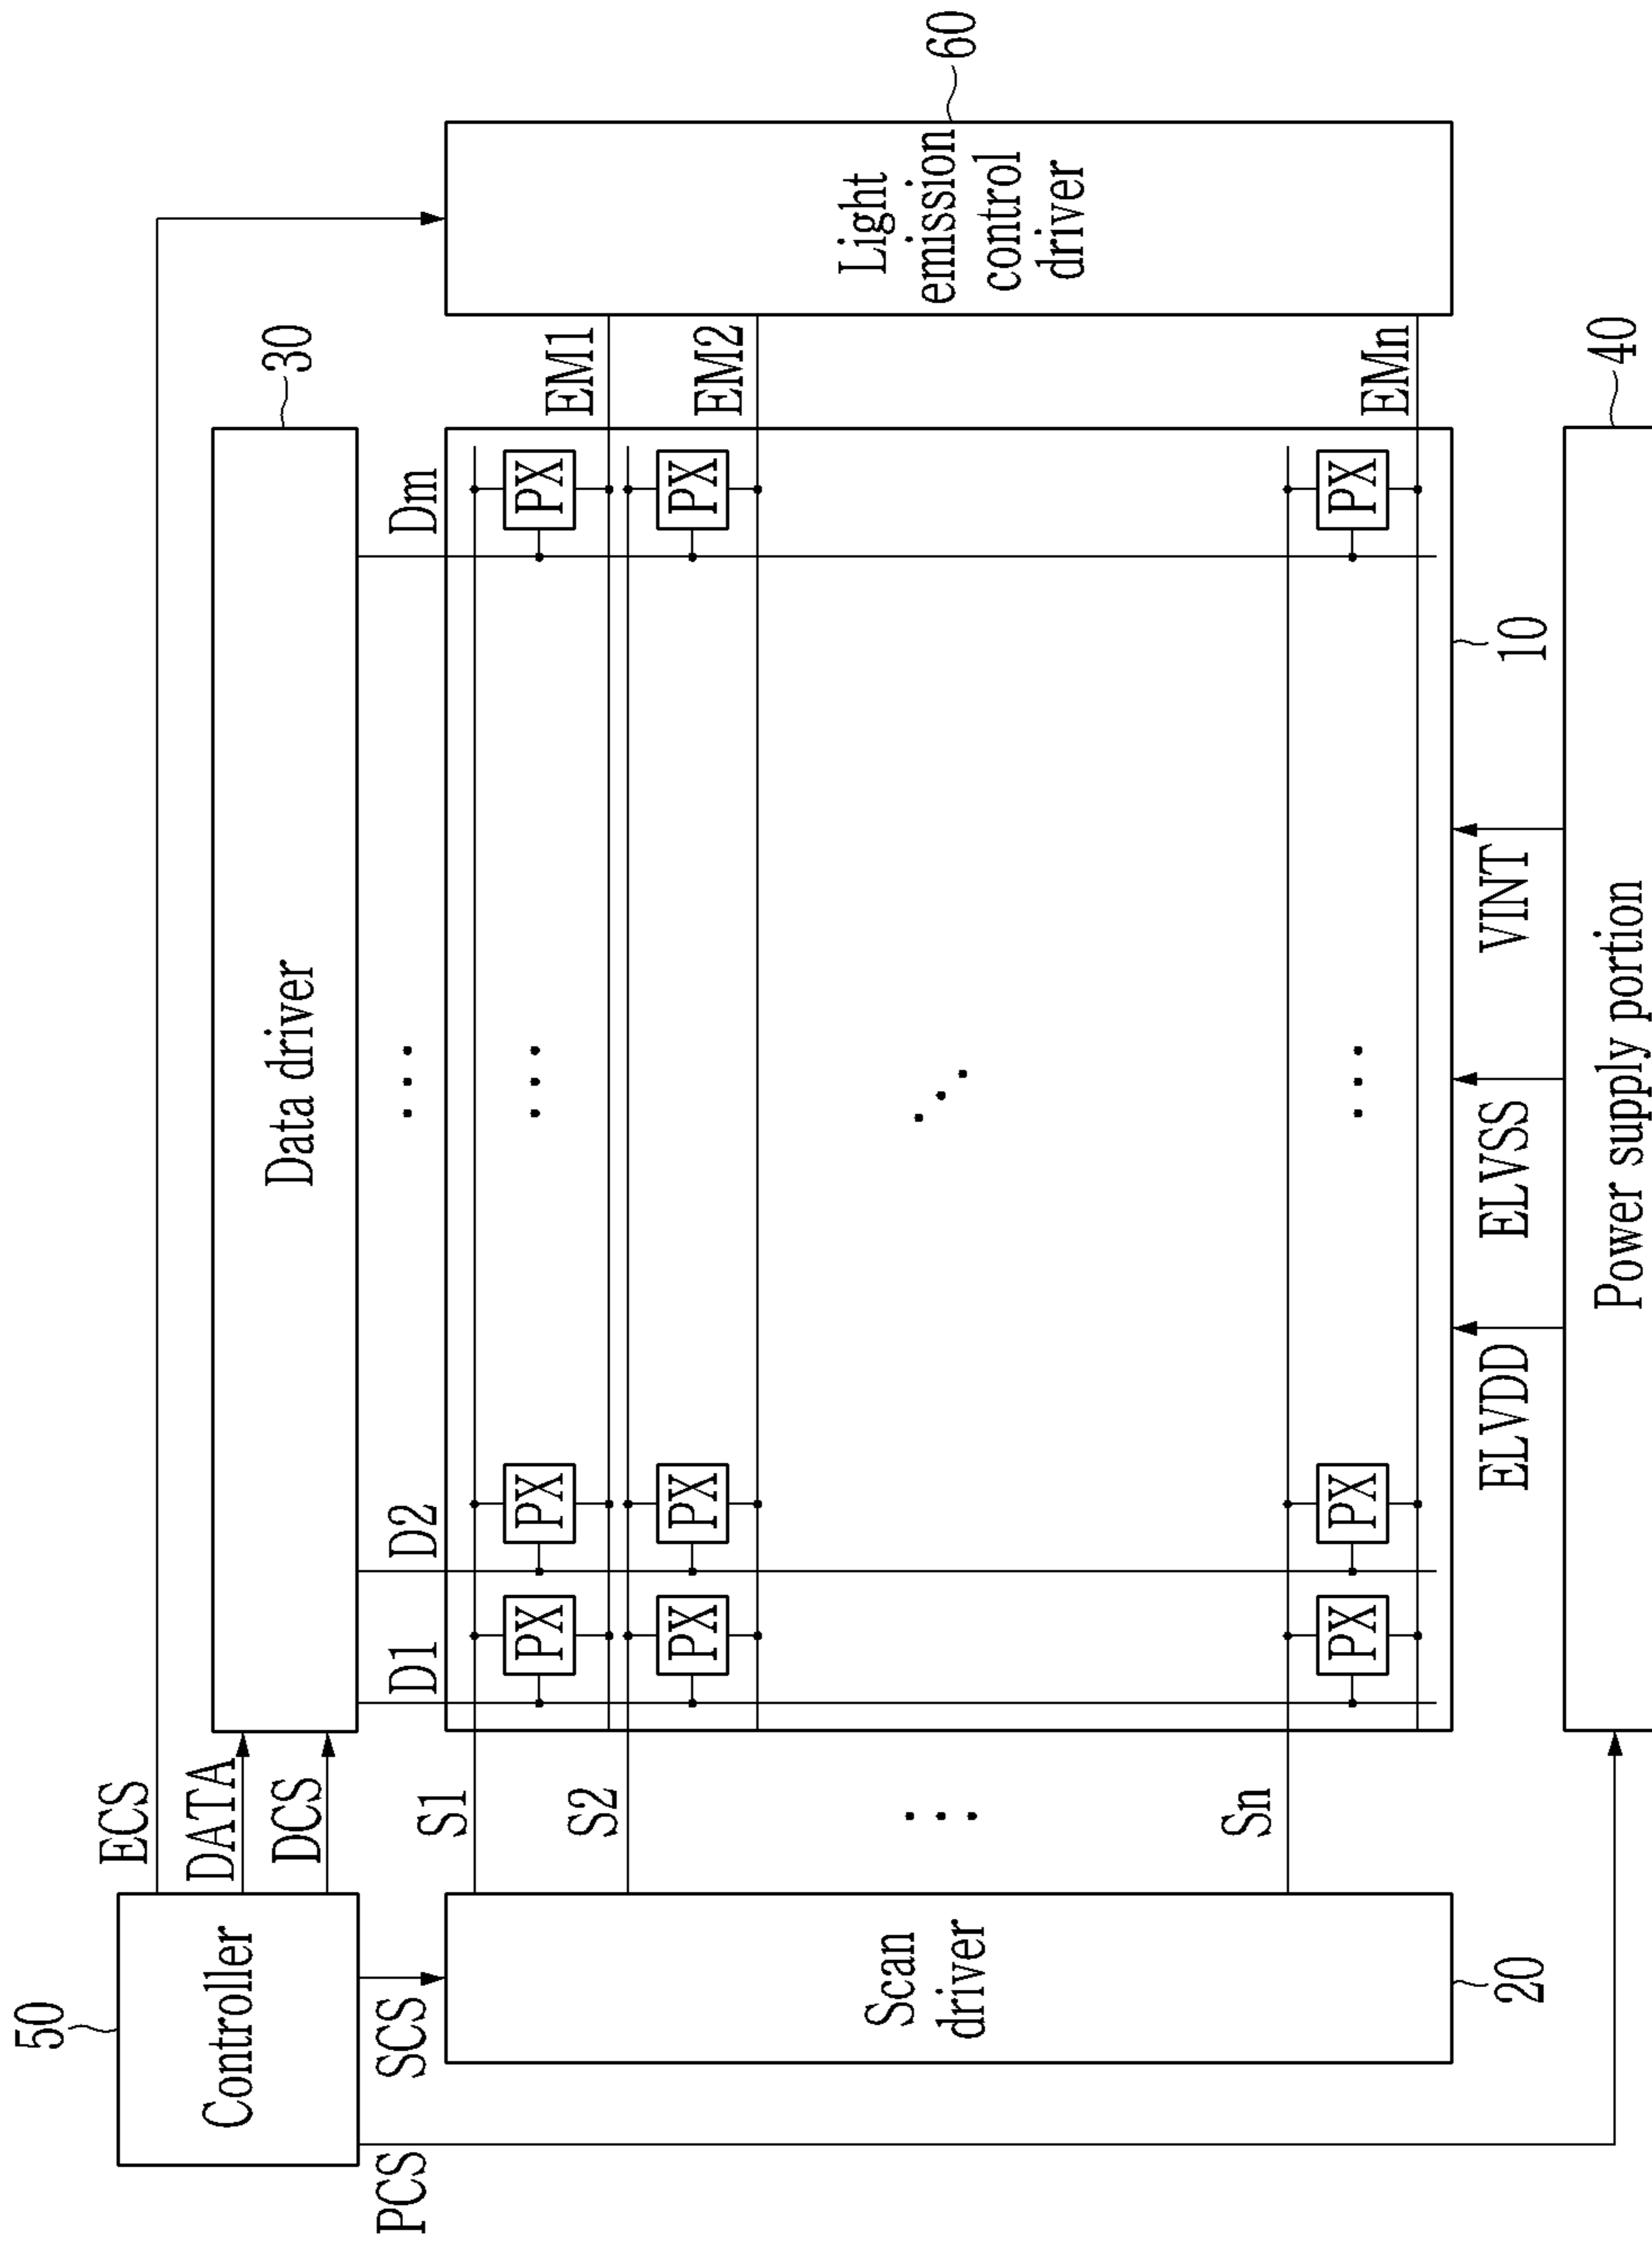 50
Controller
ECS
DATA
DCS
SCS
PCS
30
Data driver
D1
D2
Dm
S1
S2
Sn
Scan
driver
20
PX
PX
PX
PX
PX
PX
PX
PX
PX
EM1
EM2
EMn
Light
emission
control
driver
60
10
ELVDD
ELVSS
VINT
Power supply portion
40